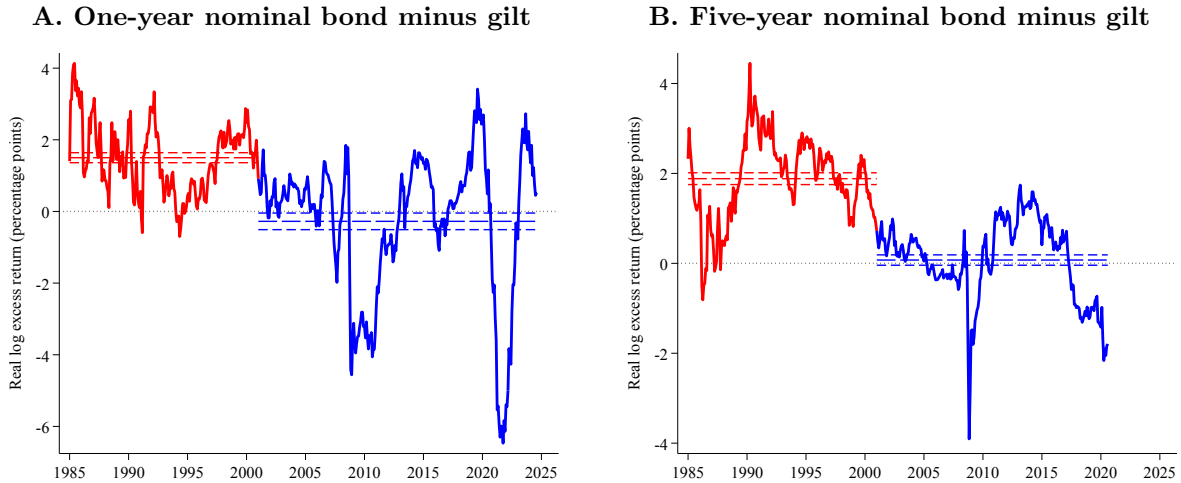 A. One-year nominal bond minus gilt
Real log excess return (percentage points)
4
2
0
-2
-4
-6
1985 1990 1995 2000 2005 2010 2015 2020 2025
B. Five-year nominal bond minus gilt
Real log excess return (percentage points)
4
2
0
-2
-4
1985 1990 1995 2000 2005 2010 2015 2020 2025